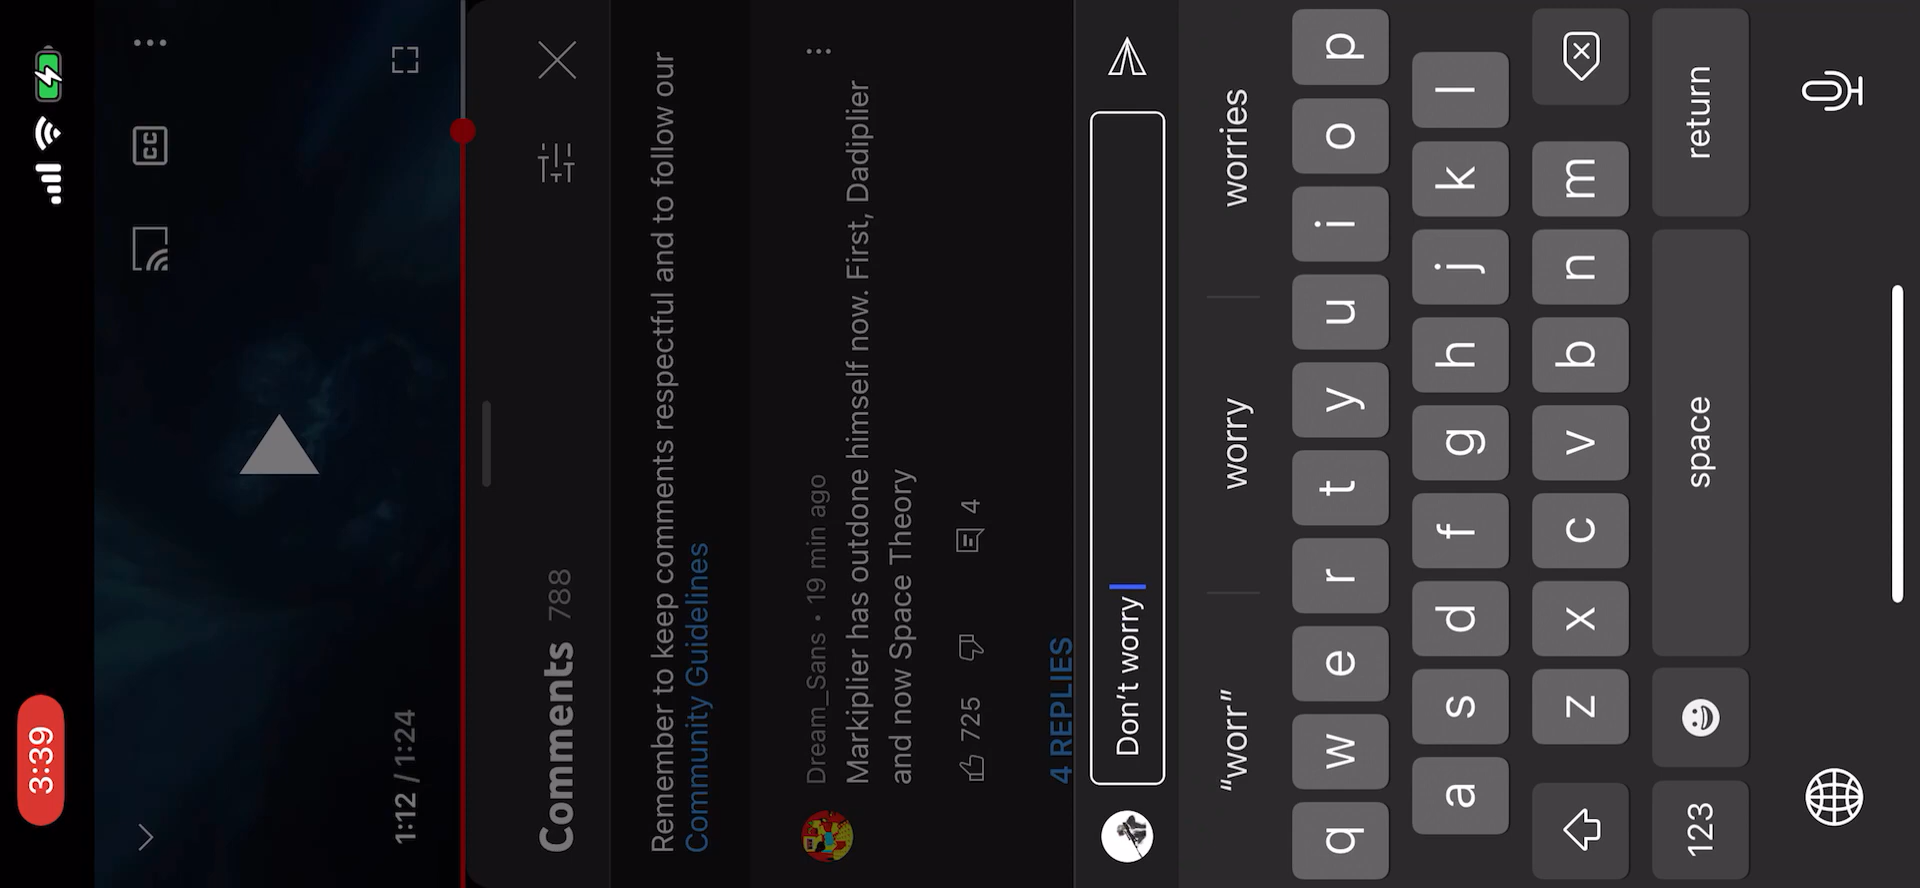 3:39
CC
1:12 / 1:24
Comments 788
Remember to keep comments respectful and to follow our
Community Guidelines
Dream_Sans • 19 min ago
Markiplier has outdone himself now. First, Dadiplier
and now Space Theory
725 4
4 REPLIES
Don't worry
“worr” worry worries
q w e r t y u i o p
a s d f g h j k l
z x c v b n m
123 space return